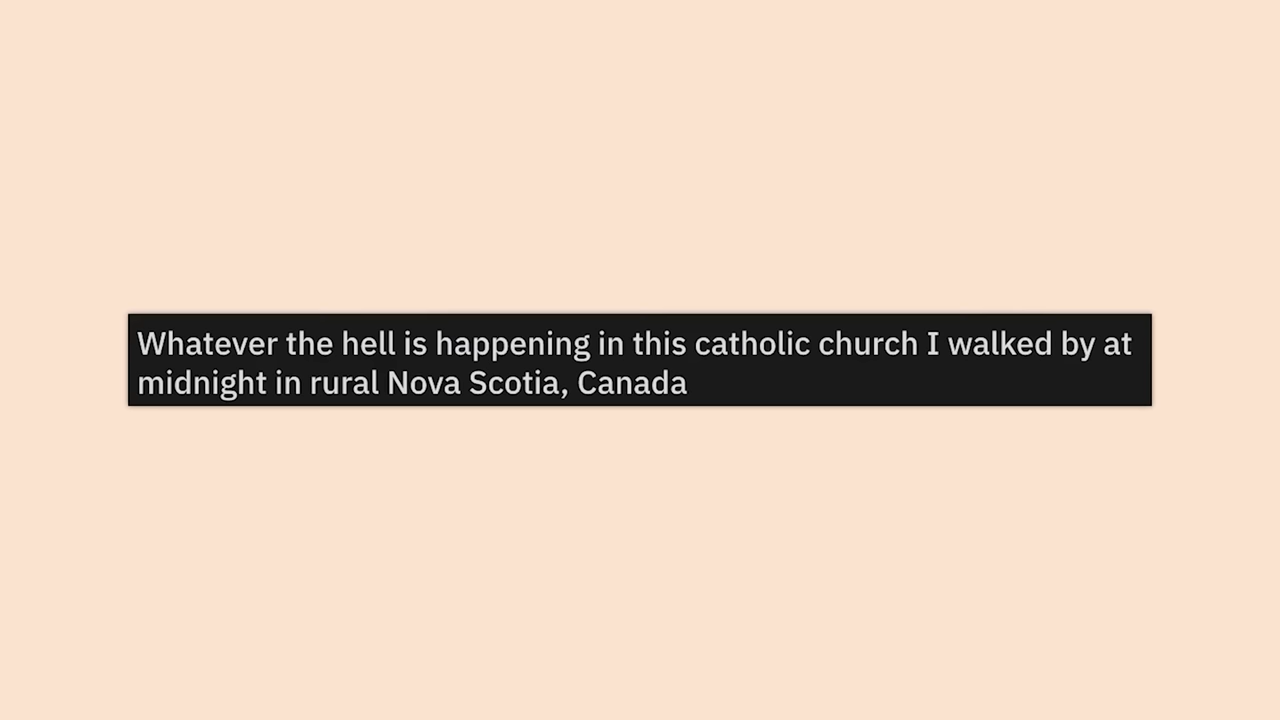 Whatever the hell is happening in this catholic church I walked by at
midnight in rural Nova Scotia, Canada